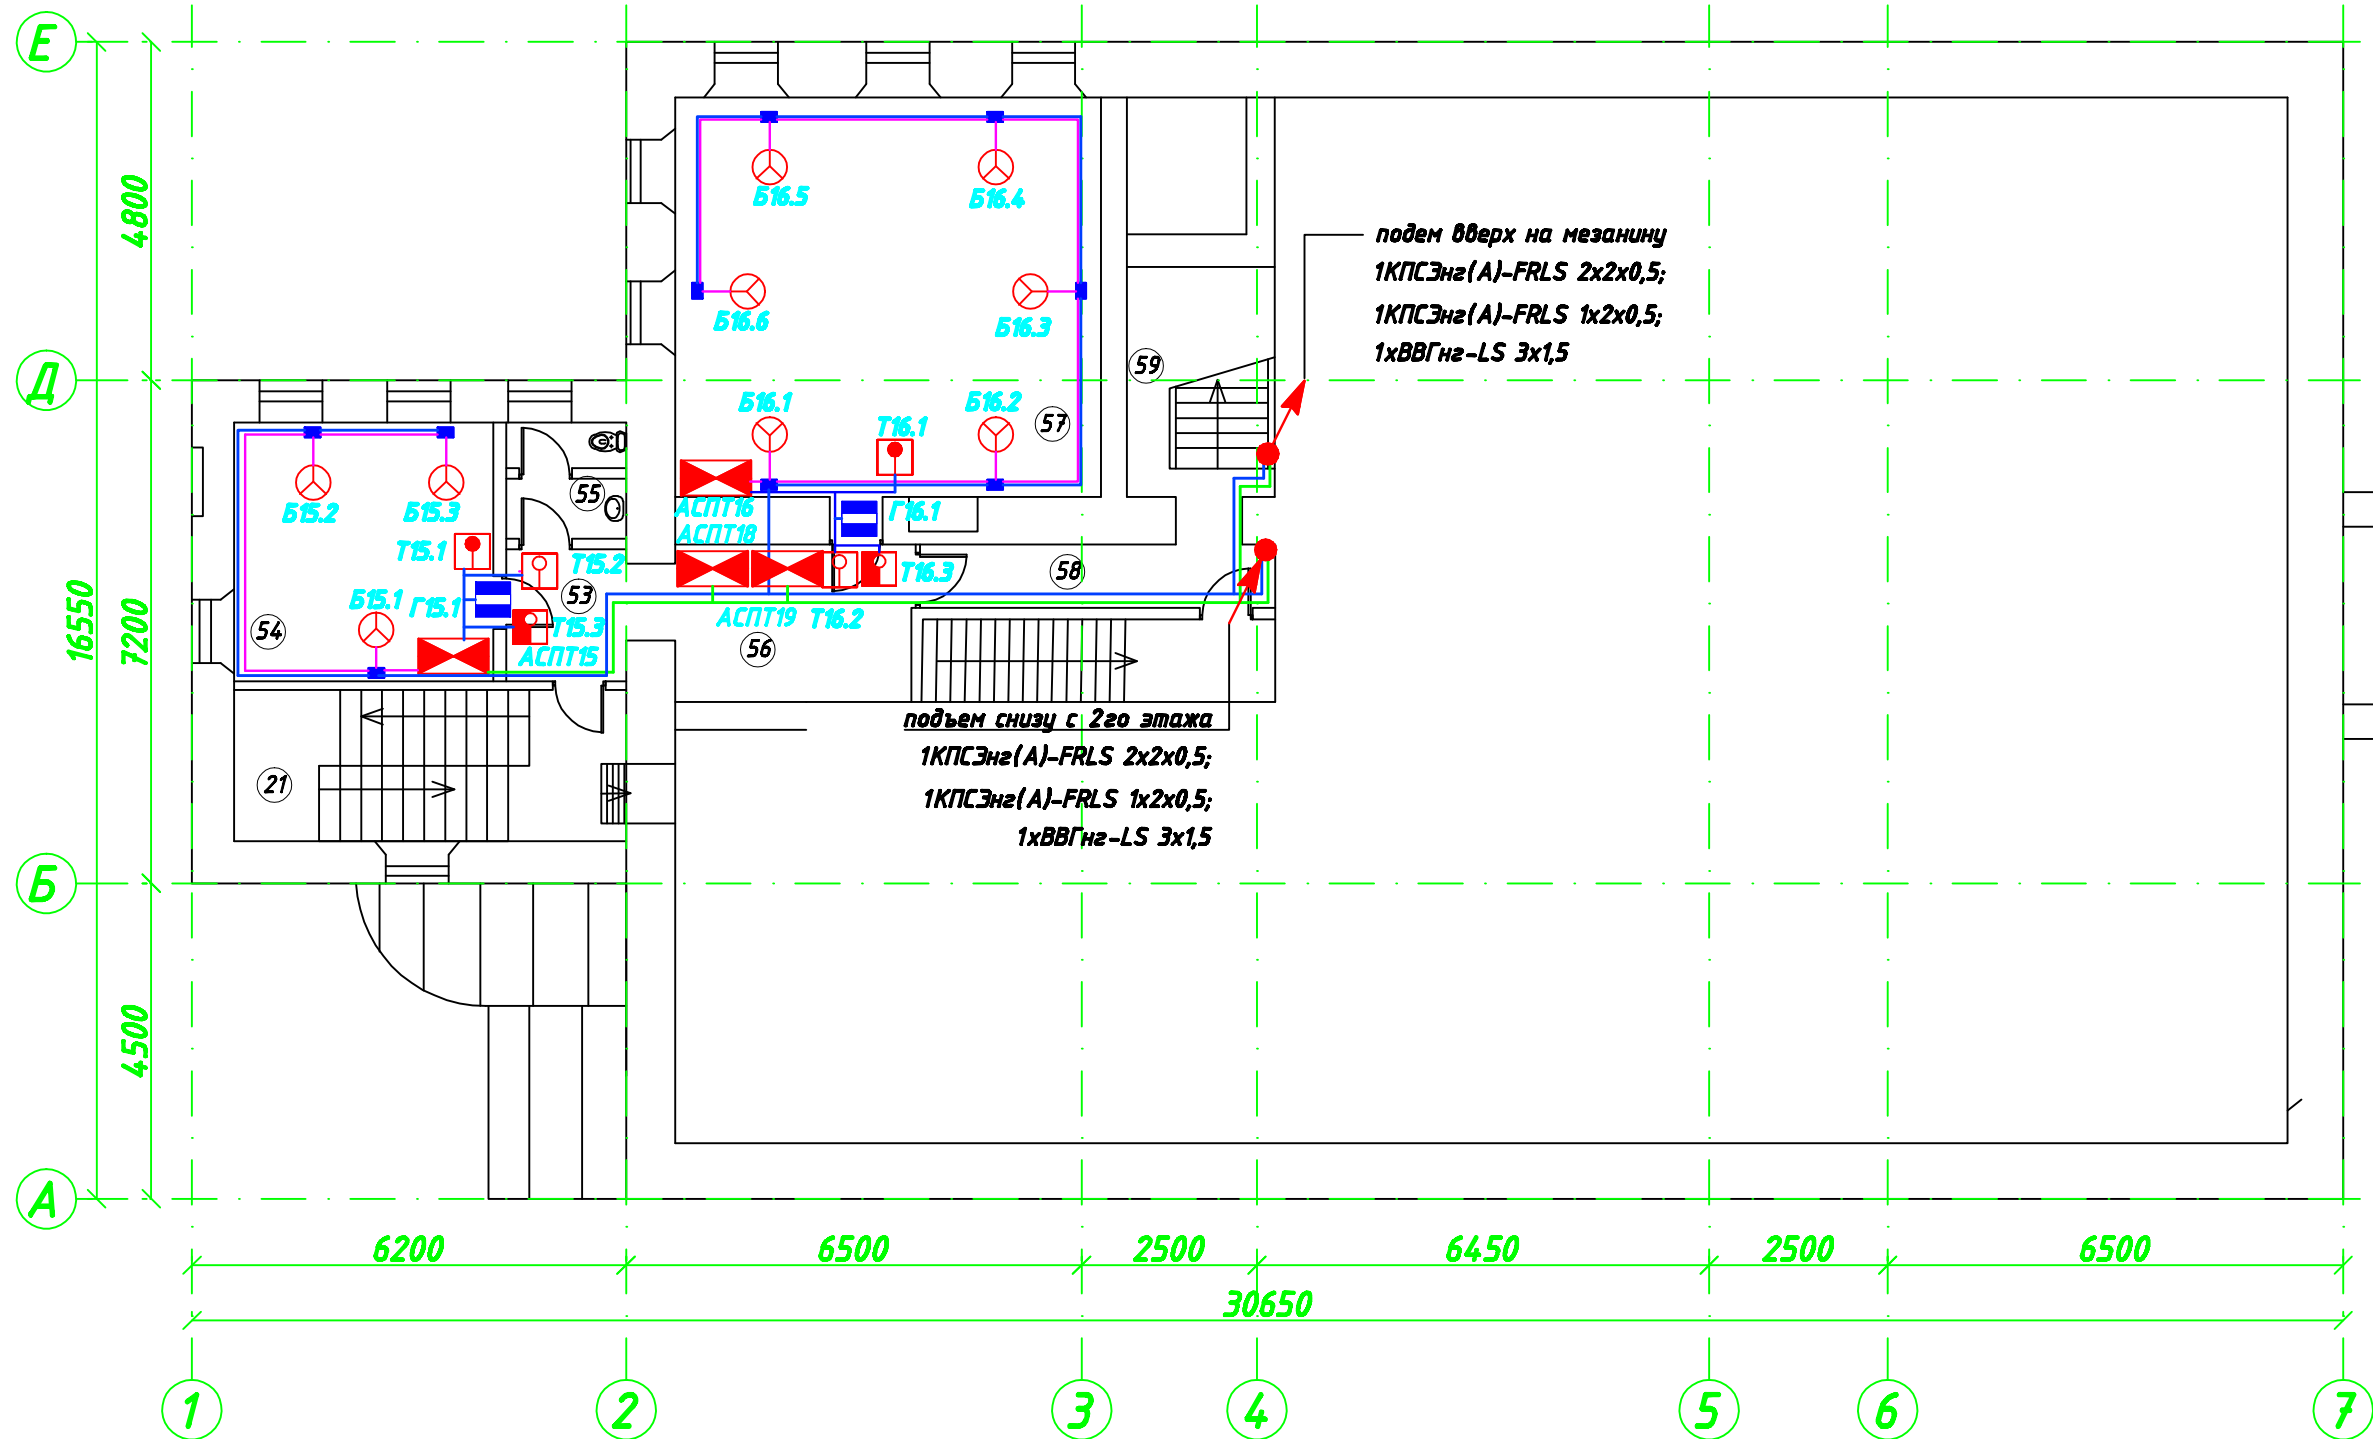 Е
4800
Б16.5
Б16.4
подем вверх на мезанину
1КПСЭнг(А)-FRLS 2х2х0,5;
1КПСЭнг(А)-FRLS 1х2х0,5;
1хВВГнг-LS 3х1,5
Б16.6
Б16.3
59
Д
Б16.1
Б16.2
Т16.1
57
55
Б15.2
Б15.3
АСПТ16
Г16.1
АСПТ18
Т15.1
Т15.2
Т16.3
58
16550
7200
53
Б15.1
Г15.1
54
Т15.3
АСПТ19
Т16.2
АСПТ15
56
подъем снизу с 2го этажа
1КПСЭнг(А)-FRLS 2х2х0,5;
21
1КПСЭнг(А)-FRLS 1х2х0,5;
1хВВГнг-LS 3х1,5
Б
4500
А
6200
6500
2500
6450
2500
6500
30650
1
2
3
4
5
6
7